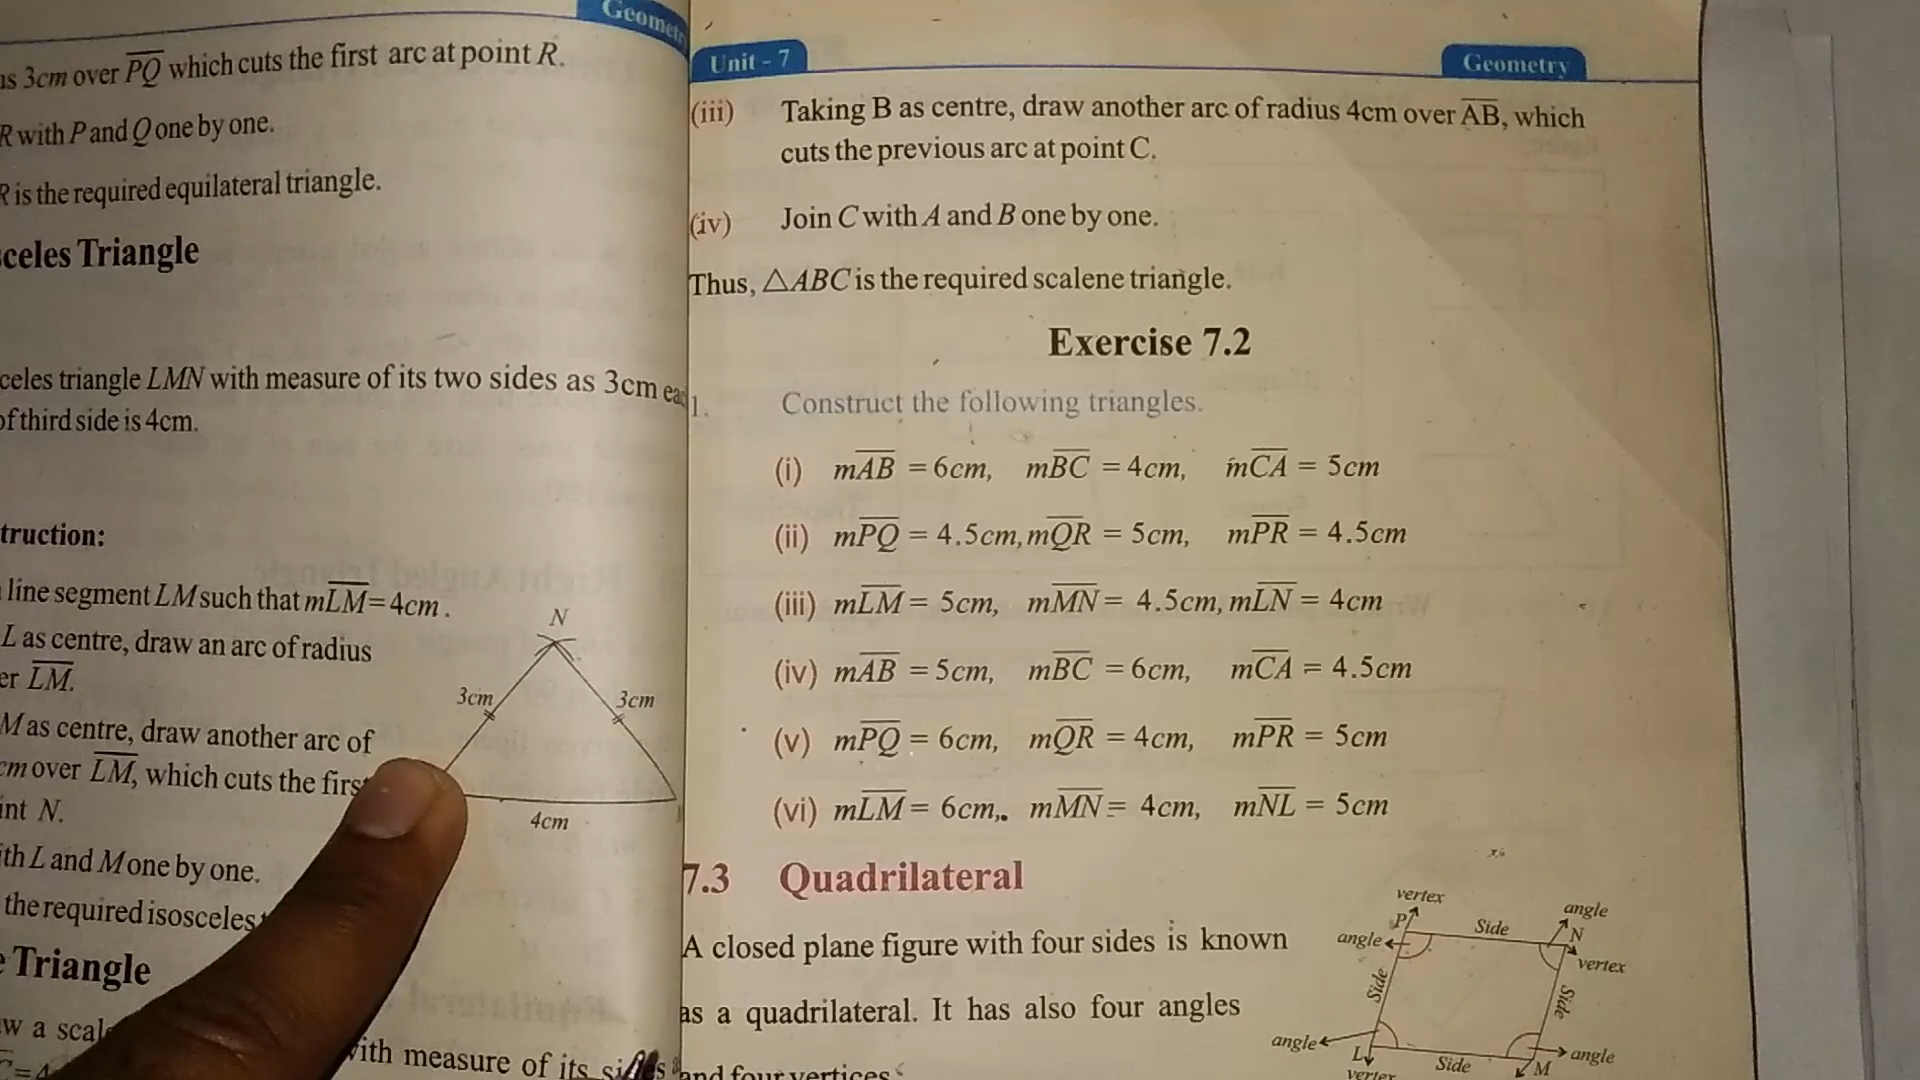 Geometry
as 3cm over PQ which cuts the first arc at point R.
R with P and Q one by one.
R is the required equilateral triangle.
celes Triangle
celes triangle LMN with measure of its two sides as 3cm eac
of third side is 4cm.
truction:
line segment LM such that mLM = 4cm.
L as centre, draw an arc of radius
er LM.
M as centre, draw another arc of
cm over LM, which cuts the first
int N.
ith L and M one by one.
the required isosceles
Triangle
w a scal
with measure of its sides
N
3cm
3cm
4cm
Unit - 7
Geometry
(iii) Taking B as centre, draw another arc of radius 4cm over AB, which
cuts the previous arc at point C.
(iv) Join C with A and B one by one.
Thus, △ABC is the required scalene triangle.
Exercise 7.2
1. Construct the following triangles.
(i) mAB = 6cm, mBC = 4cm, mCA = 5cm
(ii) mPQ = 4.5cm, mQR = 5cm, mPR = 4.5cm
(iii) mLM = 5cm, mMN = 4.5cm, mLN = 4cm
(iv) mAB = 5cm, mBC = 6cm, mCA = 4.5cm
(v) mPQ = 6cm, mQR = 4cm, mPR = 5cm
(vi) mLM = 6cm, mMN = 4cm, mNL = 5cm
7.3 Quadrilateral
A closed plane figure with four sides is known
as a quadrilateral. It has also four angles
and four vertices
vertex
P
Side
angle
N
angle
vertex
Side
Side
angle
L
Side
angle
M
vertex